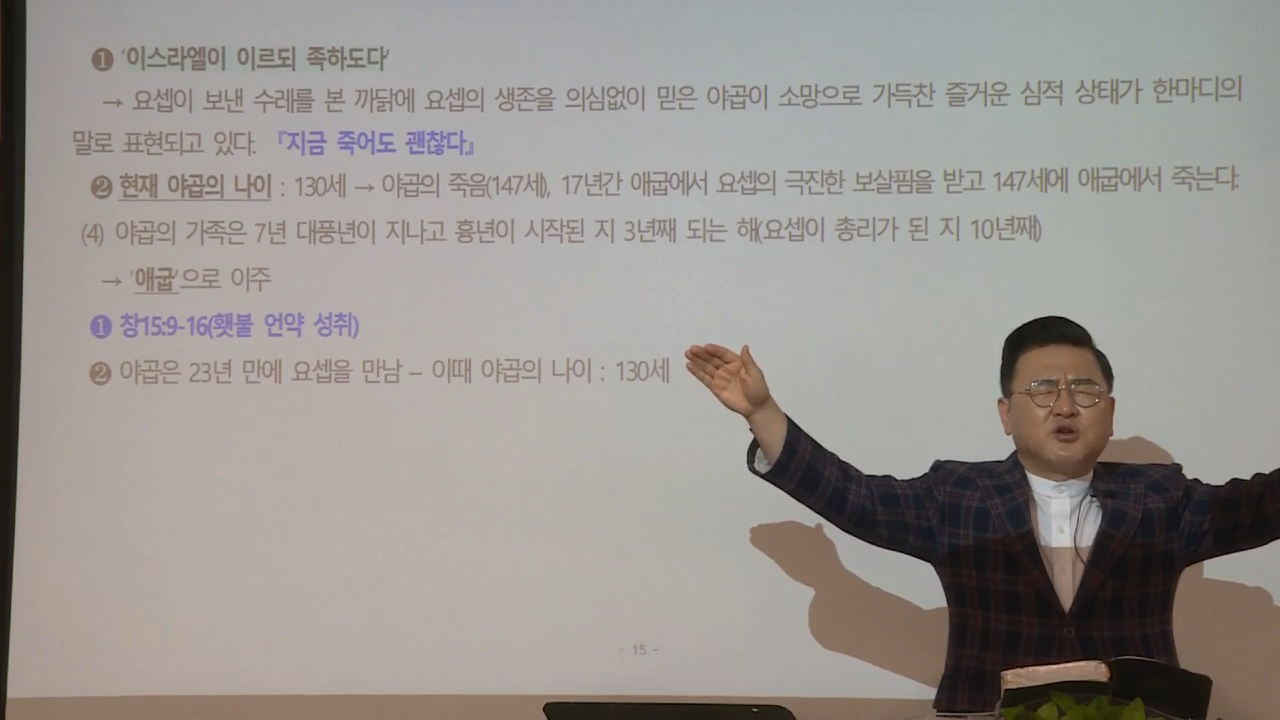 ❶ '이스라엘이 이르되 족하도다'
→ 요셉이 보낸 수레를 본 까닭에 요셉의 생존을 의심없이 믿은 야곱이 소망으로 가득찬 즐거운 심적 상태가 한마디의
말로 표현되고 있다. 『지금 죽어도 괜찮다』
❷ 현재 야곱의 나이 : 130세 → 야곱의 죽음(147세), 17년간 애굽에서 요셉의 극진한 보살핌을 받고 147세에 애굽에서 죽는다.
(4) 야곱의 가족은 7년 대풍년이 지나고 흉년이 시작된 지 3년째 되는 해(요셉이 총리가 된 지 10년째)
→ '애굽'으로 이주
❶ 창15:9-16(횃불 언약 성취)
❷ 야곱은 23년 만에 요셉을 만남 – 이때 야곱의 나이 : 130세
- 15 -